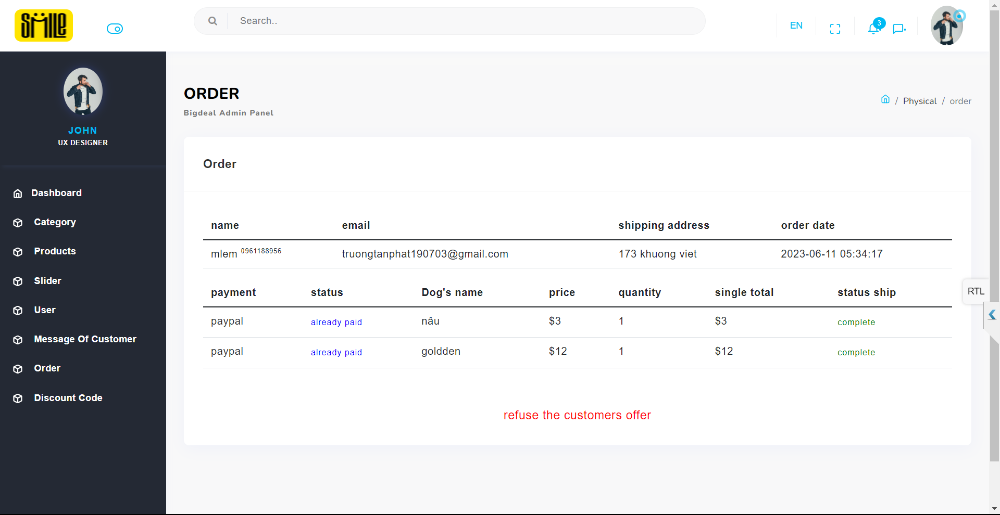 SMILE
Search..
EN
3
JOHN
UX DESIGNER
Dashboard
Category
Products
Slider
User
Message Of Customer
Order
Discount Code
ORDER
Bigdeal Admin Panel
/ Physical / order
Order
name email shipping address order date
mlem 0961188956 truongtanphat190703@gmail.com 173 khuong viet 2023-06-11 05:34:17
payment status Dog's name price quantity single total status ship
paypal already paid nâu $3 1 $3 complete
paypal already paid goldden $12 1 $12 complete
refuse the customers offer
RTL